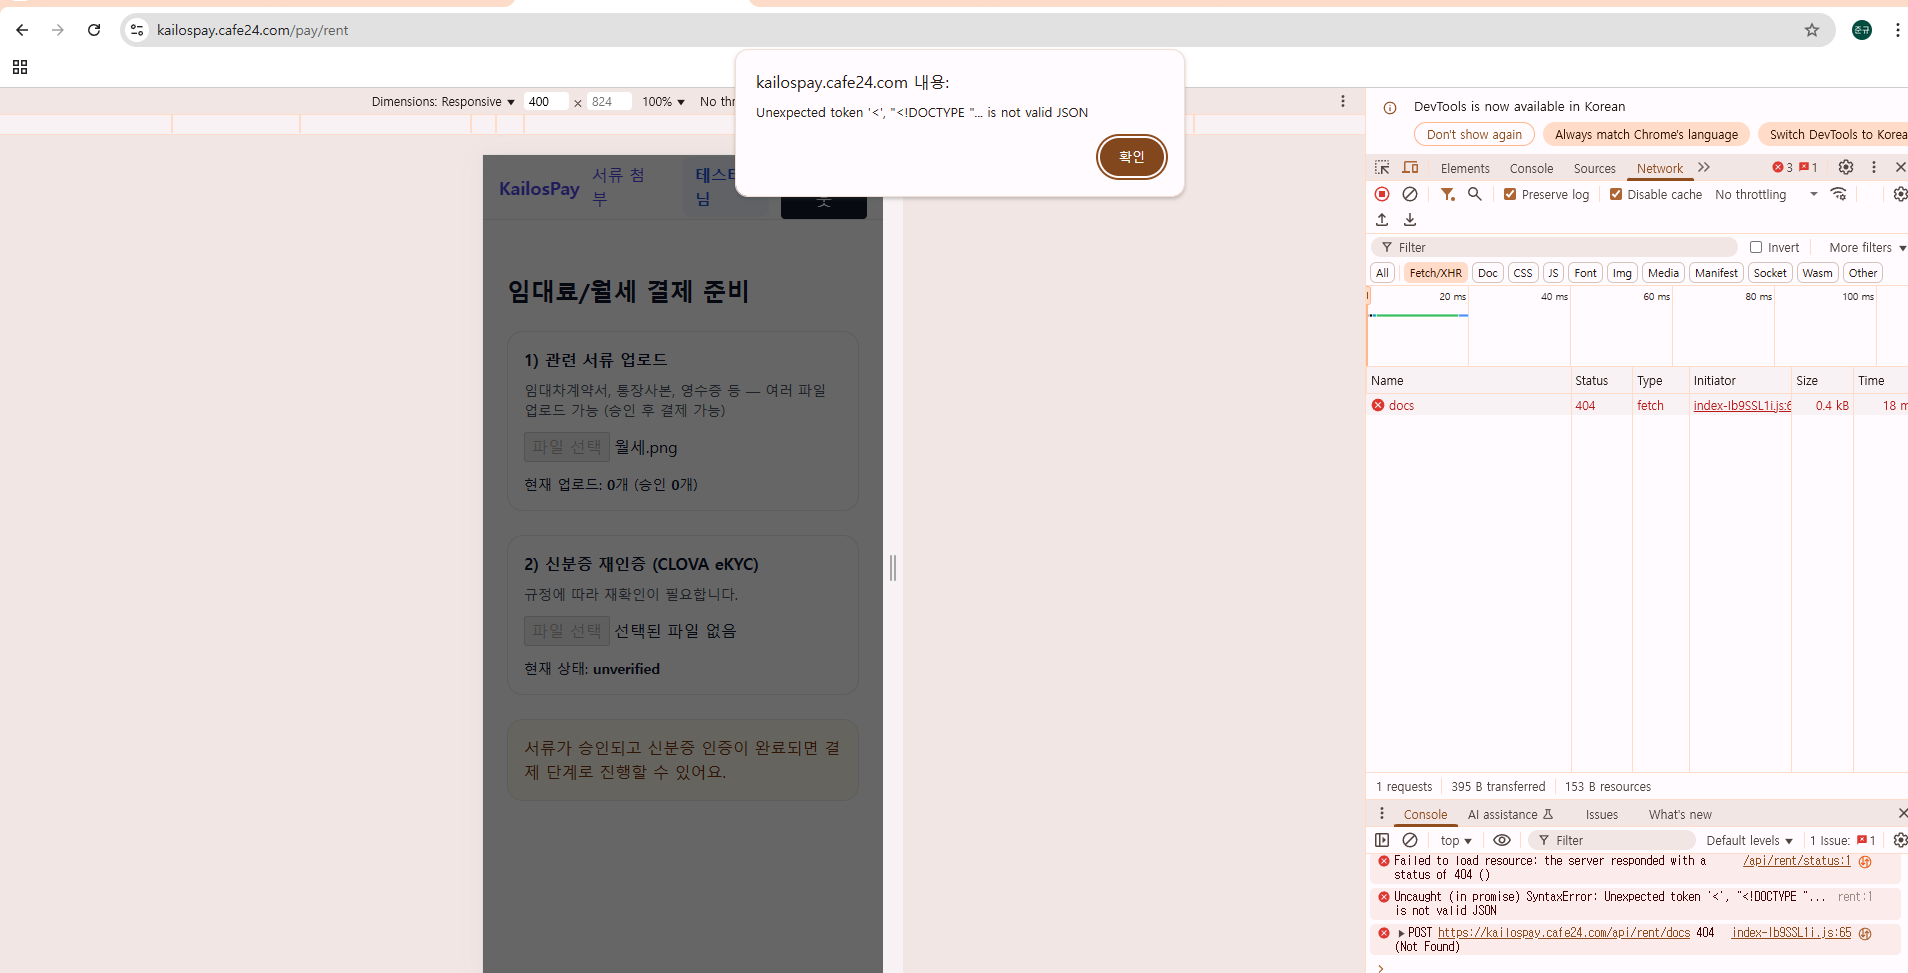 kailospay.cafe24.com/pay/rent
준규
kailospay.cafe24.com 내용:
Unexpected token '<', "<!DOCTYPE "... is not valid JSON
확인
Dimensions: Responsive 400 × 824 100% No thr
KailosPay
서류 첨
부
테스트
님
웃
임대료/월세 결제 준비
1) 관련 서류 업로드
임대차계약서, 통장사본, 영수증 등 — 여러 파일
업로드 가능 (승인 후 결제 가능)
파일 선택 월세.png
현재 업로드: 0개 (승인 0개)
2) 신분증 재인증 (CLOVA eKYC)
규정에 따라 재확인이 필요합니다.
파일 선택 선택된 파일 없음
현재 상태: unverified
서류가 승인되고 신분증 인증이 완료되면 결
제 단계로 진행할 수 있어요.
DevTools is now available in Korean
Don't show again Always match Chrome's language Switch DevTools to Korea
Elements Console Sources Network 3 1
Preserve log Disable cache No throttling
Filter Invert More filters
All Fetch/XHR Doc CSS JS Font Img Media Manifest Socket Wasm Other
20 ms 40 ms 60 ms 80 ms 100 ms
Name Status Type Initiator Size Time
docs 404 fetch index-Ib9SSL1i.js:6 0.4 kB 18 m
1 requests 395 B transferred 153 B resources
Console AI assistance Issues What's new
top Filter Default levels 1 Issue: 1
Failed to load resource: the server responded with a /api/rent/status:1
status of 404 ()
Uncaught (in promise) SyntaxError: Unexpected token '<', "<!DOCTYPE "... rent:1
is not valid JSON
POST https://kailospay.cafe24.com/api/rent/docs 404 index-Ib9SSL1i.js:65
(Not Found)